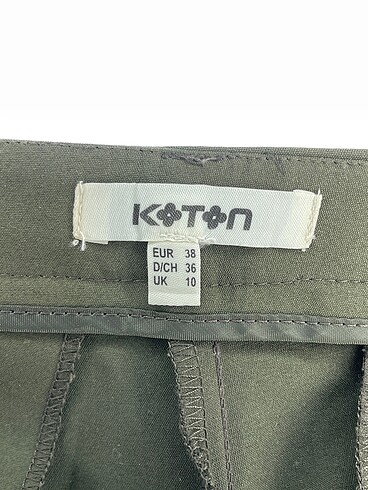 KOTON
EUR 38
D/CH 36
UK 10